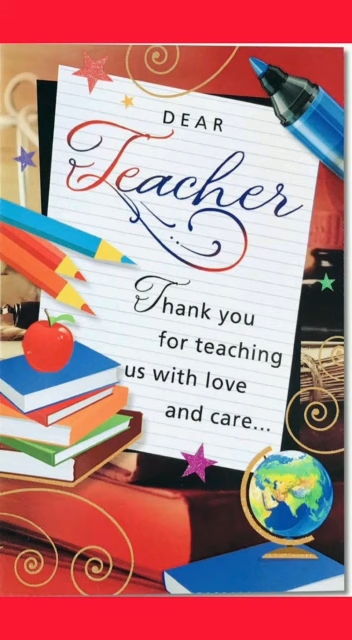 DEAR
Teacher
Thank you
for teaching
us with love
and care...